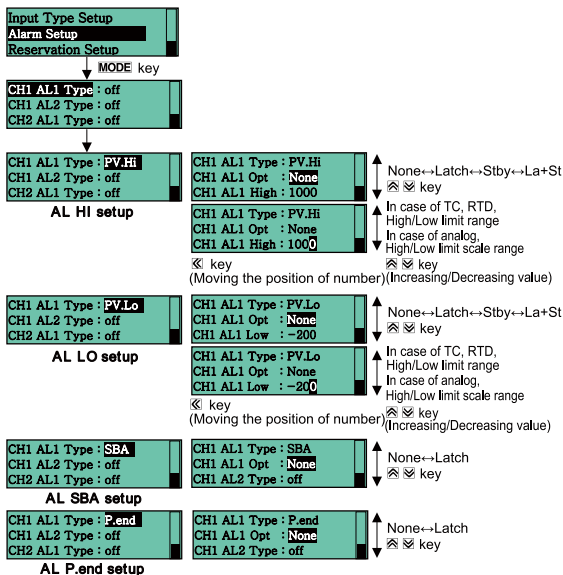 Input Type Setup
Alarm Setup
Reservation Setup
MODE key
CH1 AL1 Type : off
CH1 AL2 Type : off
CH2 AL1 Type : off
CH1 AL1 Type : PV.Hi
CH1 AL2 Type : off
CH2 AL1 Type : off
AL HI setup
CH1 AL1 Type : PV.Hi
CH1 AL1 Opt : None
CH1 AL1 High : 1000
None↔Latch↔Stby↔La+St
key
CH1 AL1 Type : PV.Hi
CH1 AL1 Opt : None
CH1 AL1 High : 1000
In case of TC, RTD,
High/Low limit range
In case of analog,
High/Low limit scale range
key
(Moving the position of number)
key
(Increasing/Decreasing value)
CH1 AL1 Type : PV.Lo
CH1 AL2 Type : off
CH2 AL1 Type : off
AL LO setup
CH1 AL1 Type : PV.Lo
CH1 AL1 Opt : None
CH1 AL1 Low : -200
None↔Latch↔Stby↔La+St
key
CH1 AL1 Type : PV.Lo
CH1 AL1 Opt : None
CH1 AL1 Low : -200
In case of TC, RTD,
High/Low limit range
In case of analog,
High/Low limit scale range
key
(Moving the position of number)
key
(Increasing/Decreasing value)
CH1 AL1 Type : SBA
CH1 AL2 Type : off
CH2 AL1 Type : off
AL SBA setup
CH1 AL1 Type : SBA
CH1 AL1 Opt : None
CH1 AL2 Type : off
None↔Latch
key
CH1 AL1 Type : P.end
CH1 AL2 Type : off
CH2 AL1 Type : off
AL P.end setup
CH1 AL1 Type : P.end
CH1 AL1 Opt : None
CH1 AL2 Type : off
None↔Latch
key